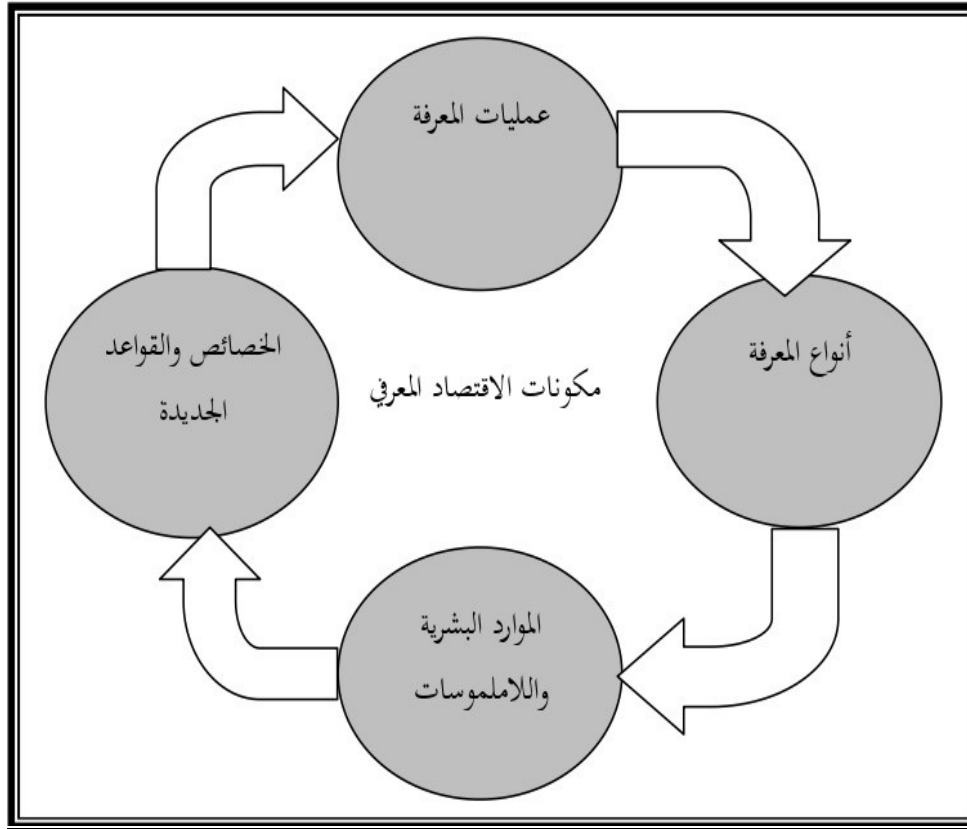 عمليات المعرفة
أنواع المعرفة
الخصائص والقواعد
الجديدة
مكونات الاقتصاد المعرفي
الموارد البشرية
واللاملموسات